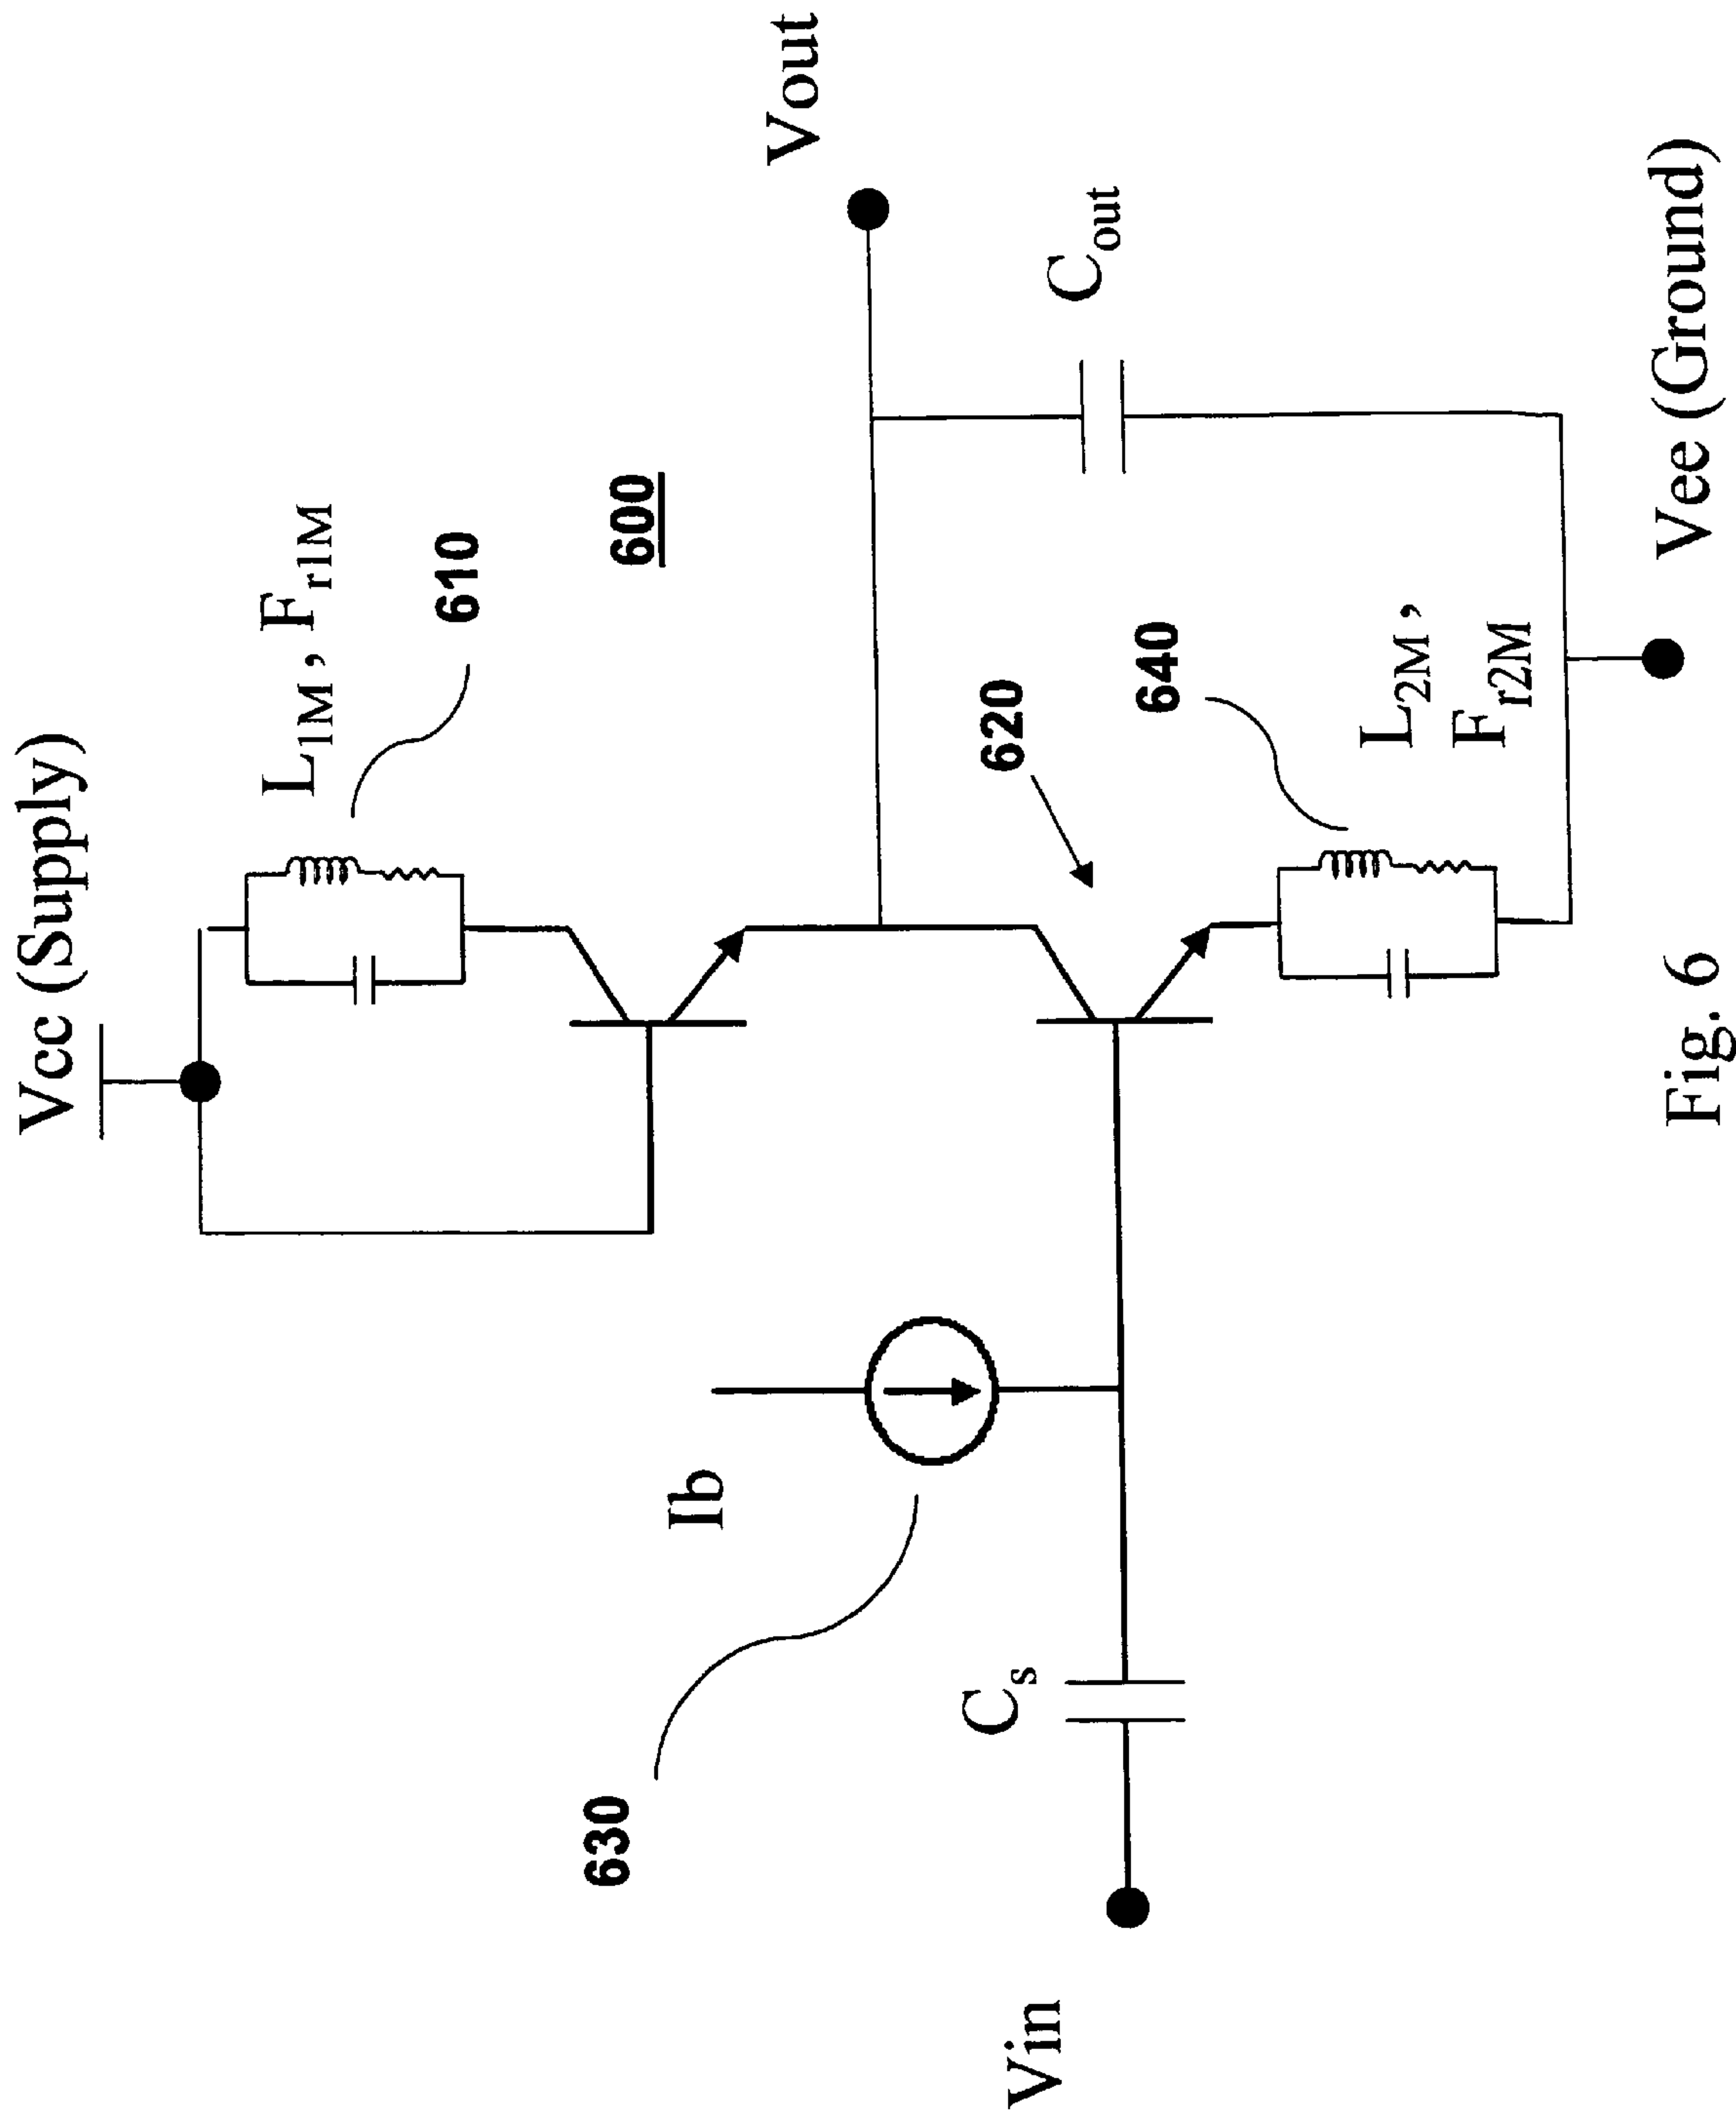 Vcc (Supply)
L1M, Fr1M
610
600
Vout
Ib
630
620
Cout
640
L2M,
Fr2M
Cs
Vin
Vee (Ground)
Fig. 6